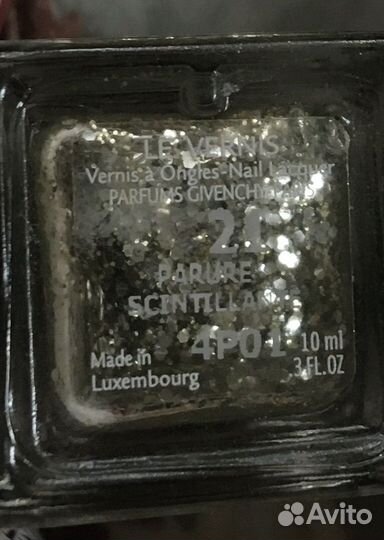 LE VERNIS
Vernis à Ongles-Nail Lacquer
PARFUMS GIVENCHY PARIS
21
PARURE
SCINTILLANTE
4P01
10 ml
3 FL.OZ
Made in
Luxembourg
Avito